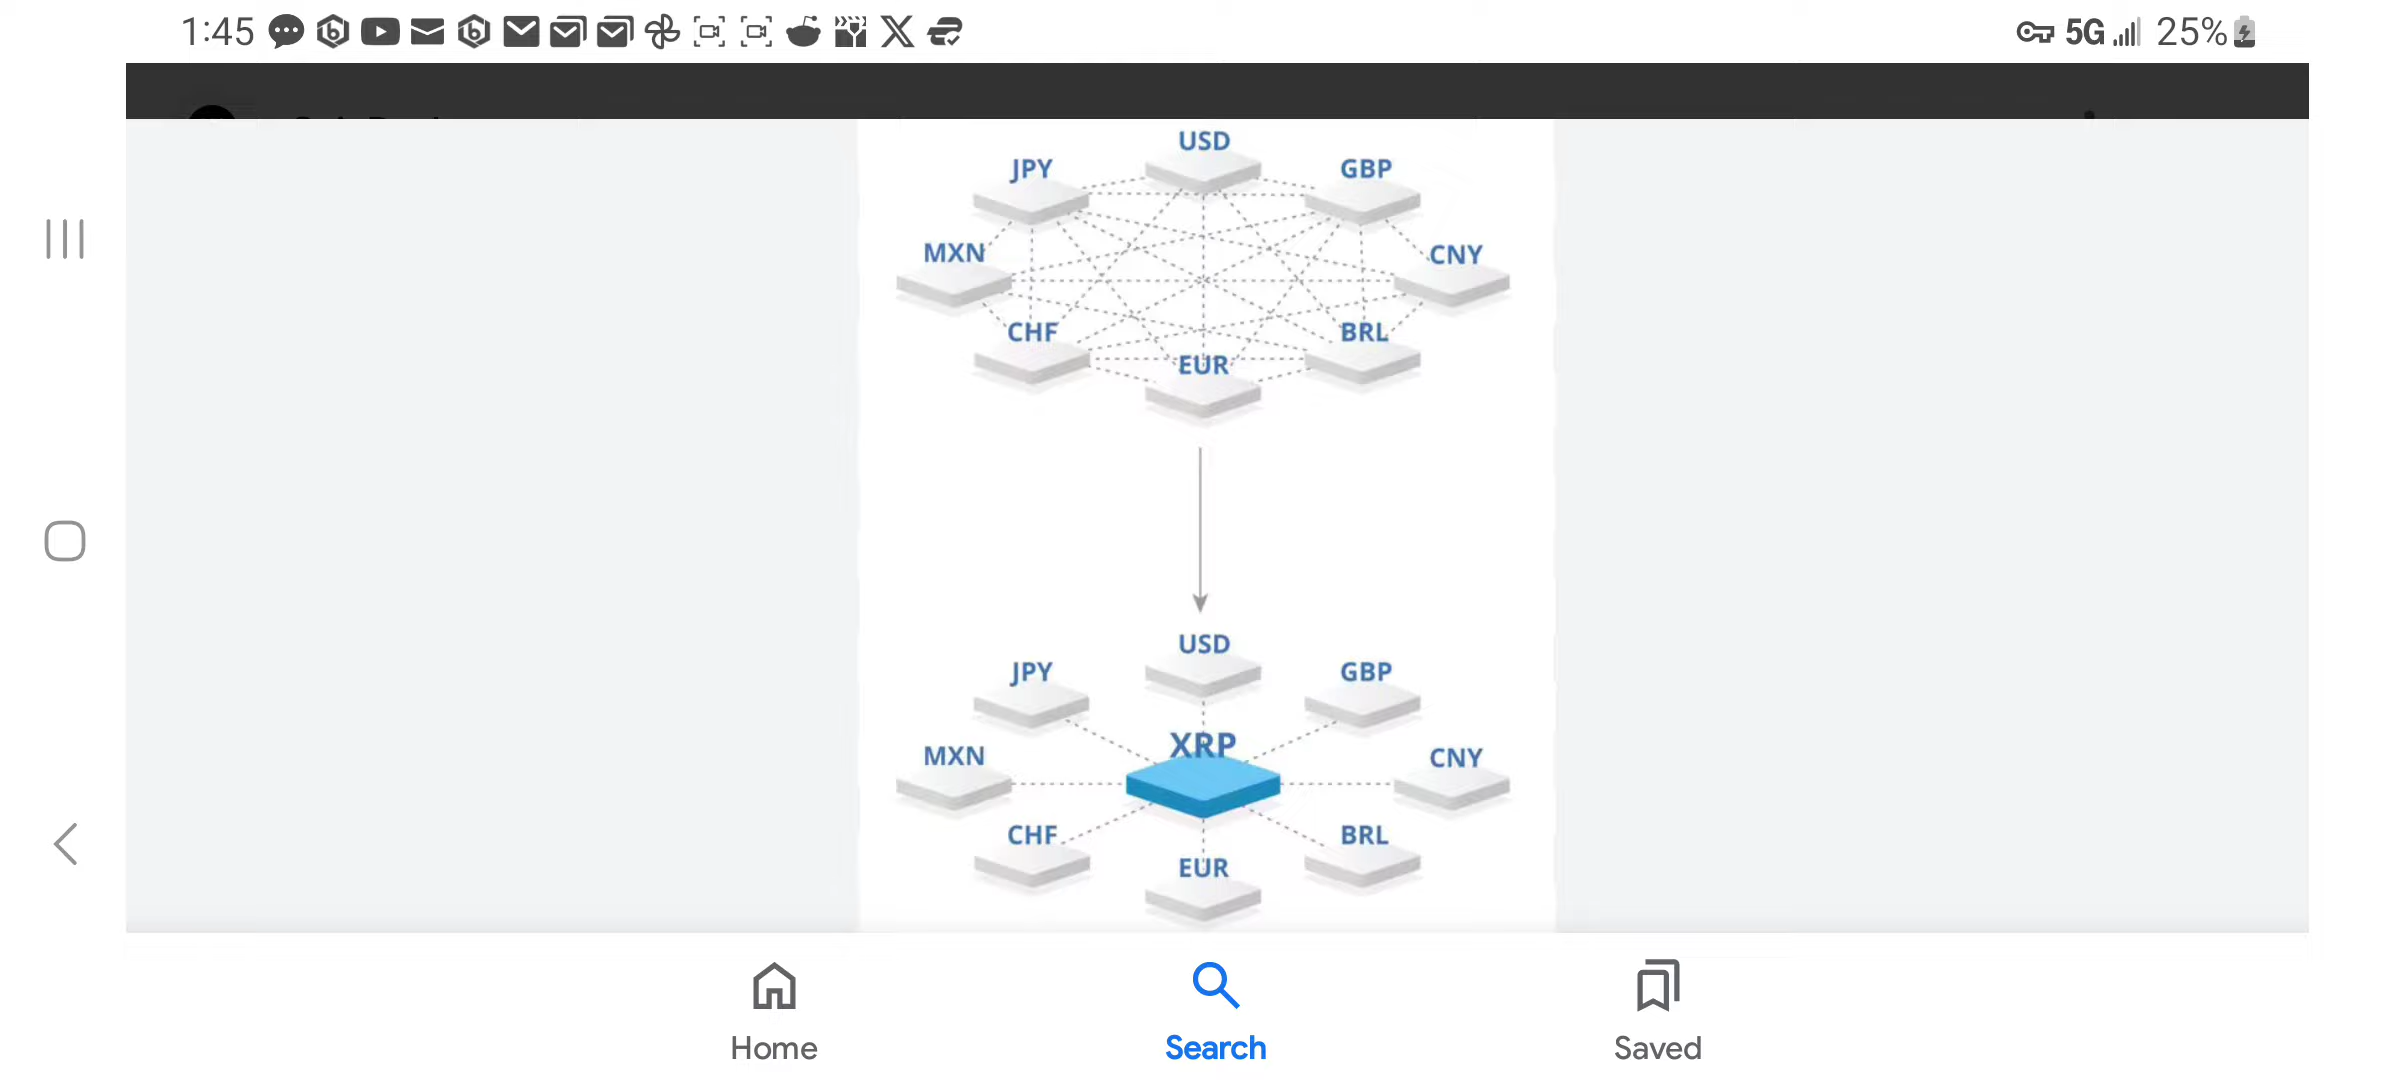 1:45 5G 25%
USD
JPY GBP
MXN CNY
CHF BRL
EUR
USD
JPY GBP
XRP
MXN CNY
CHF BRL
EUR
Home Search Saved